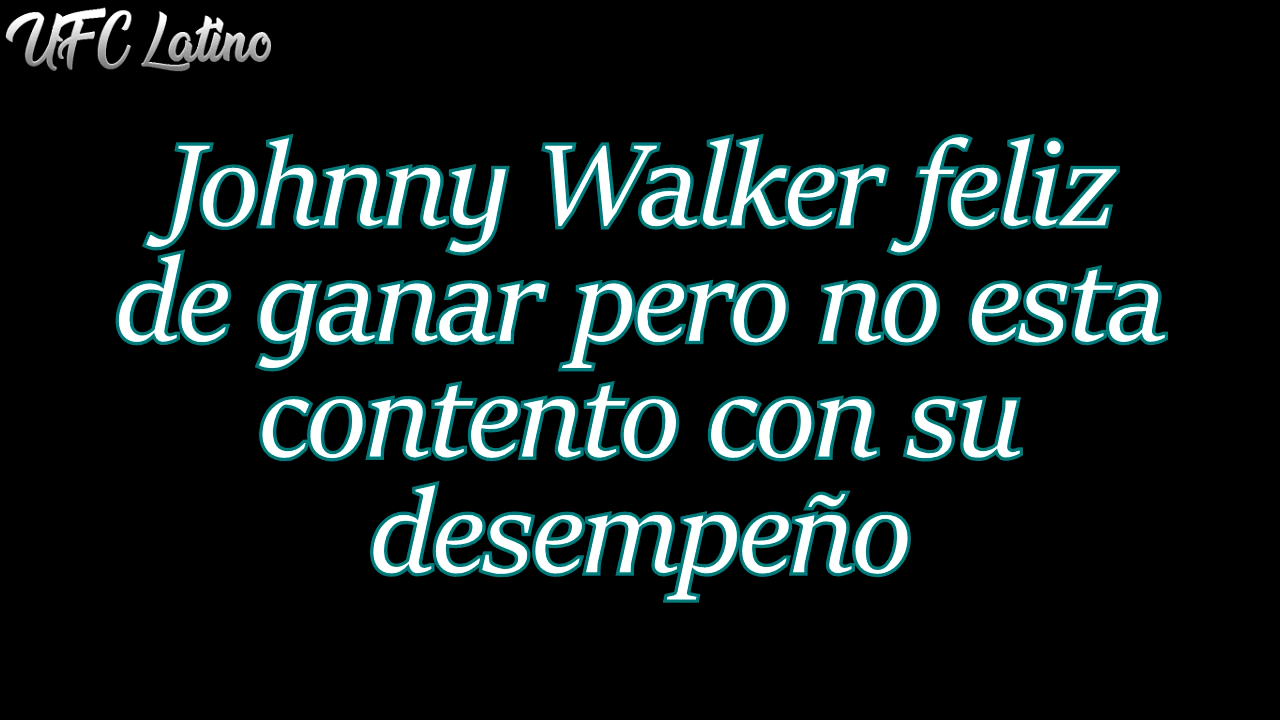 UFC Latino
Johnny Walker feliz
de ganar pero no esta
contento con su
desempeño